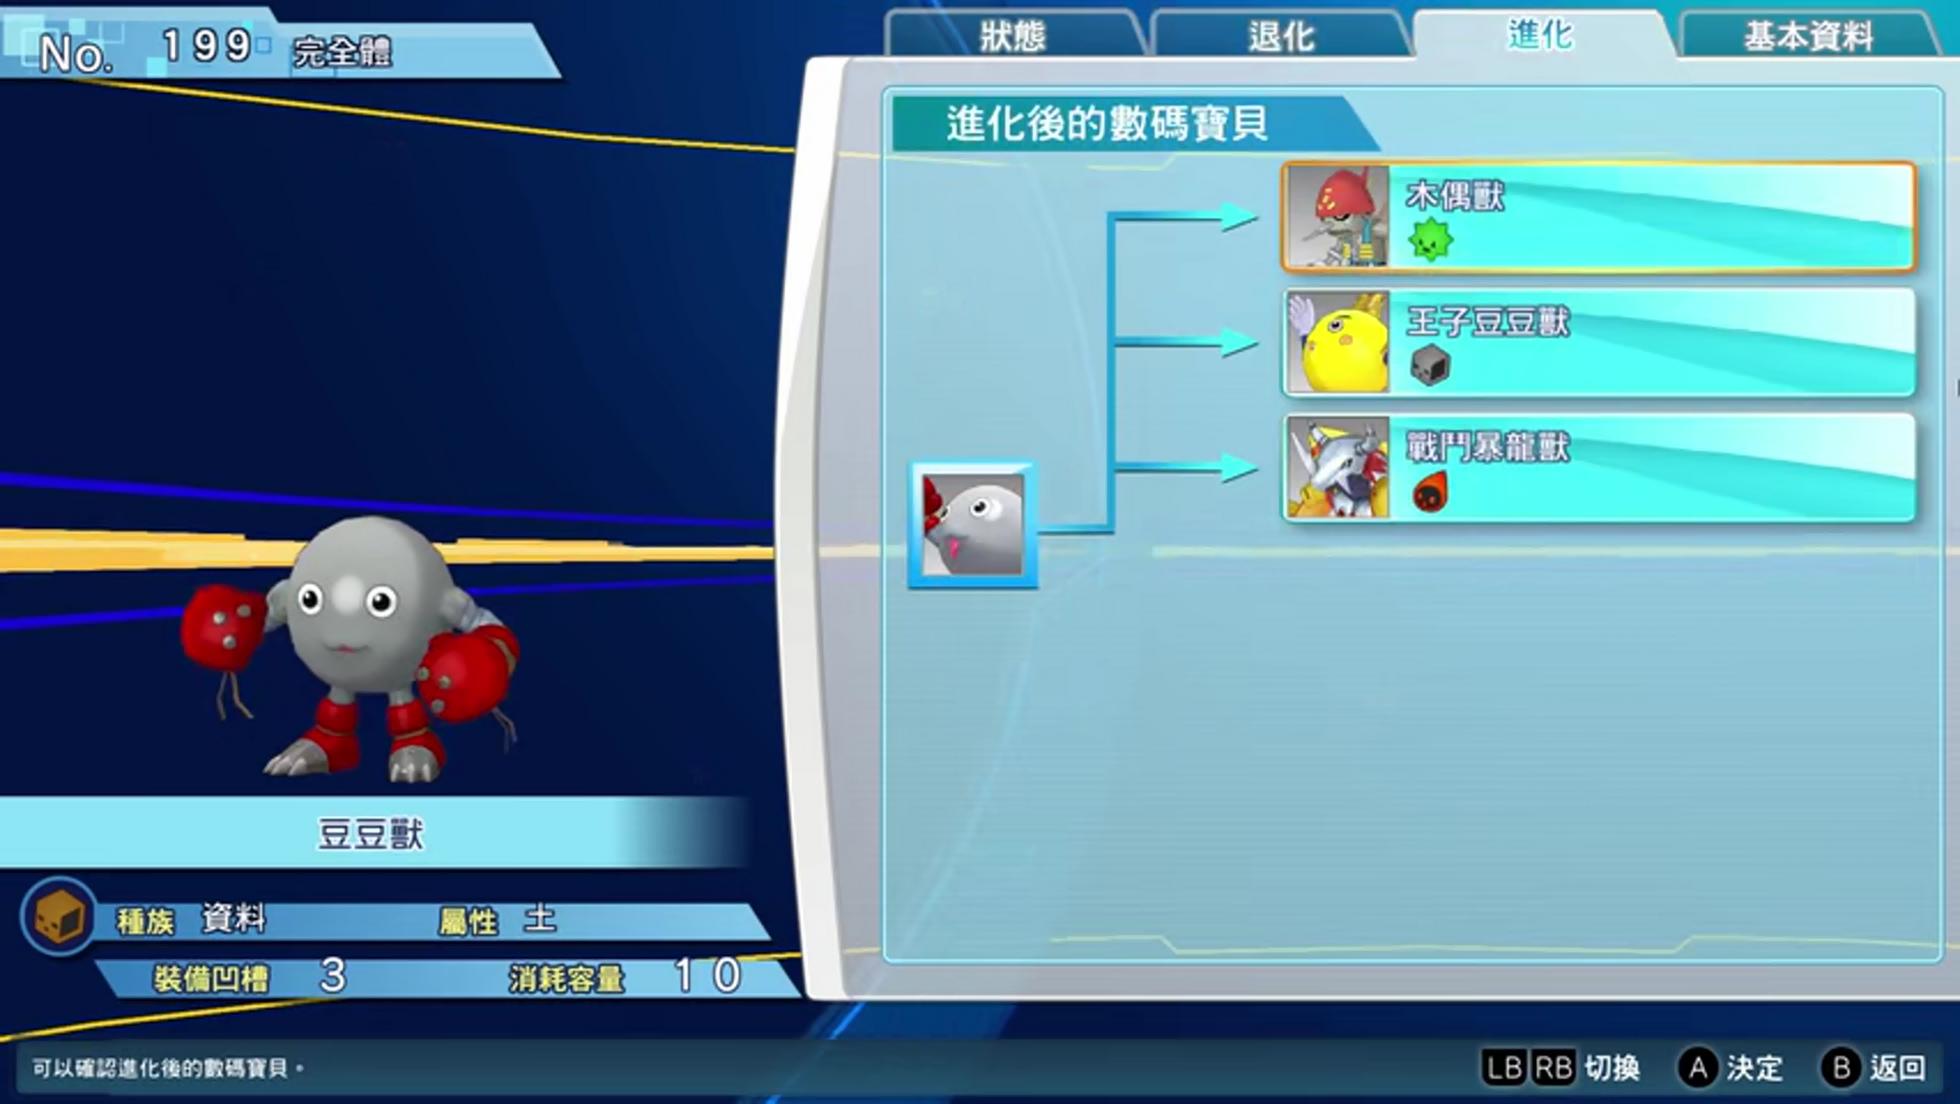 No. 199 完全體
狀態 退化 進化 基本資料
進化後的數碼寶貝
木偶獸
王子豆豆獸
戰鬥暴龍獸
豆豆獸
種族 資料 屬性 土
裝備凹槽 3 消耗容量 10
可以確認進化後的數碼寶貝。
LB RB 切換 A 決定 B 返回